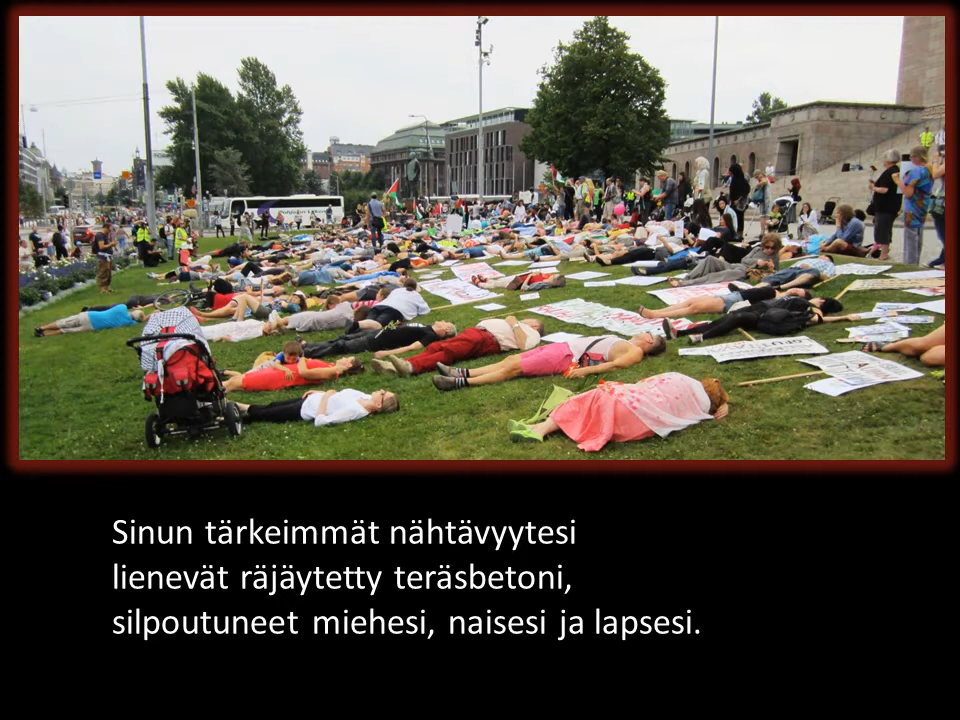 Sinun tärkeimmät nähtävyytesi
lienevät räjäytetty teräsbetoni,
silpoutuneet miehesi, naisesi ja lapsesi.